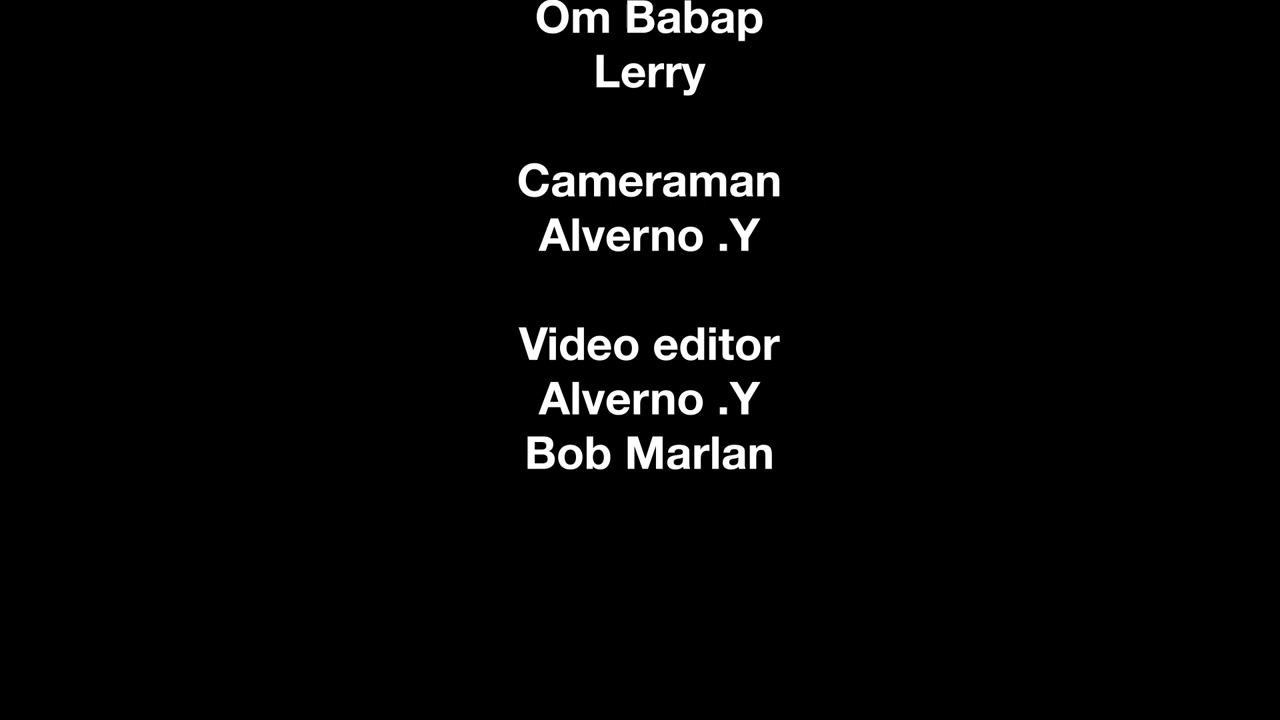 Om Babap
Lerry
Cameraman
Alverno .Y
Video editor
Alverno .Y
Bob Marlan